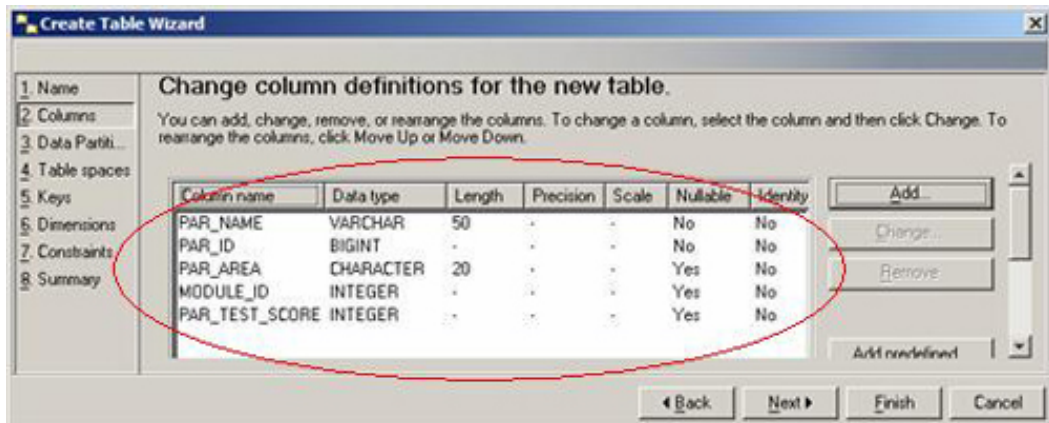 Create Table Wizard
1. Name
2. Columns
3. Data Partiti...
4. Table spaces
5. Keys
6. Dimensions
7. Constraints
8. Summary
Change column definitions for the new table.
You can add, change, remove, or rearrange the columns. To change a column, select the column and then click Change. To
rearrange the columns, click Move Up or Move Down.
Column name Data type Length Precision Scale Nullable Identity
PAR_NAME VARCHAR 50 - - No No
PAR_ID BIGINT - - - No No
PAR_AREA CHARACTER 20 - - Yes No
MODULE_ID INTEGER - - - Yes No
PAR_TEST_SCORE INTEGER - - - Yes No
Add...
Change...
Remove
Add predefined
Back Next Finish Cancel